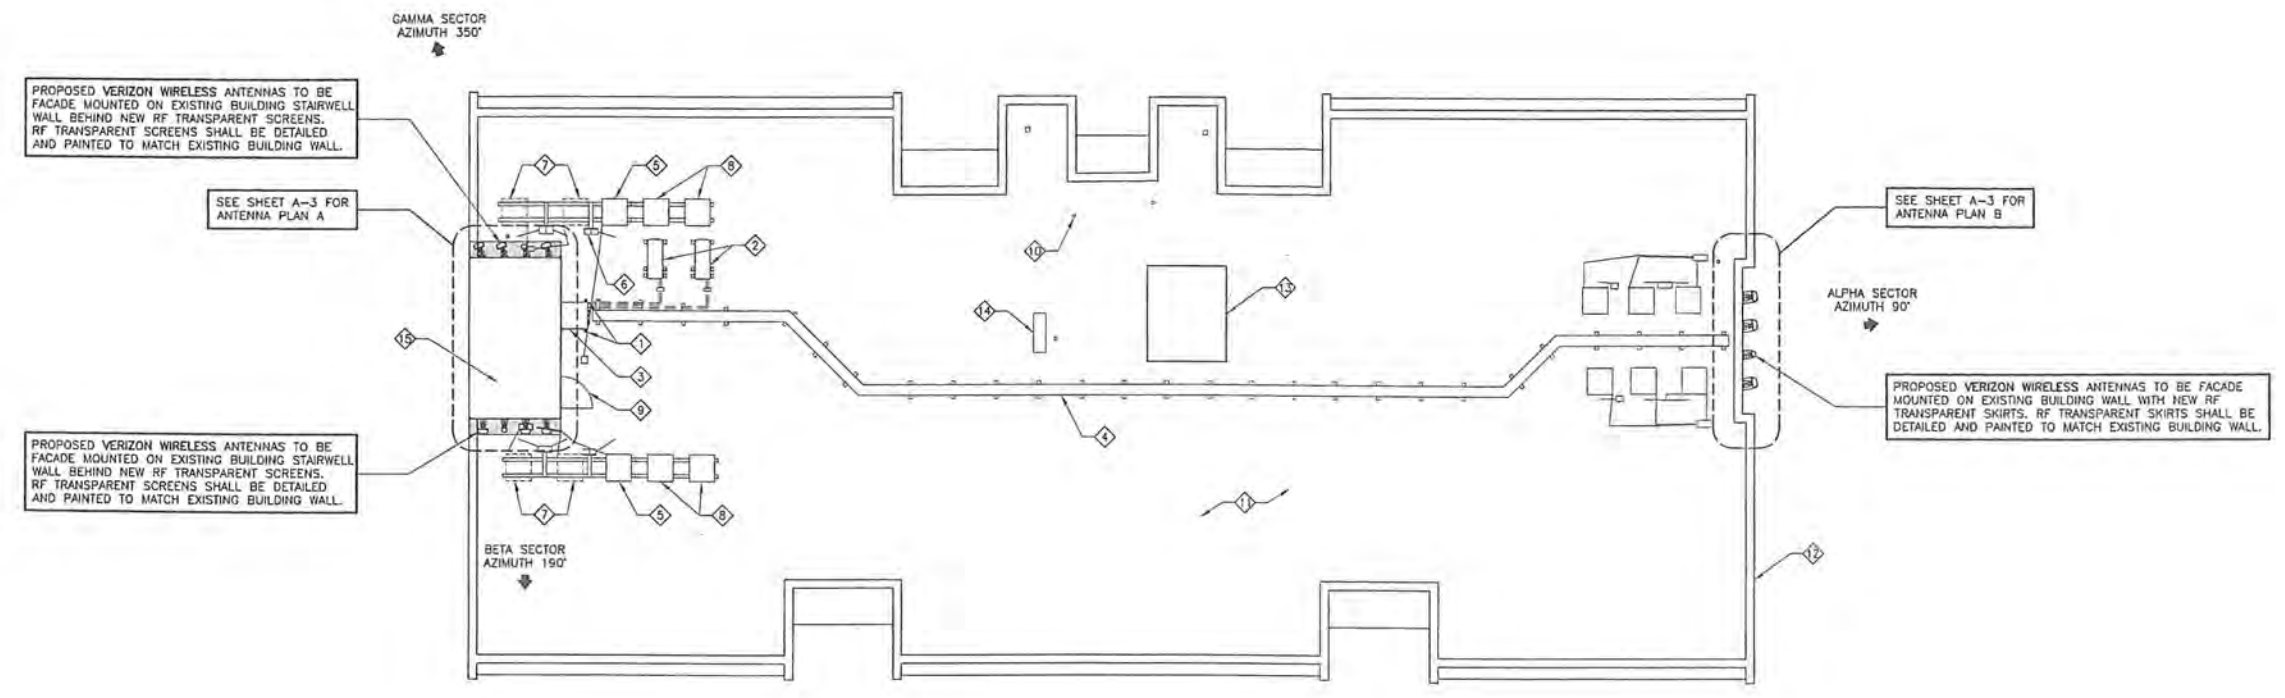 GAMMA SECTOR
AZIMUTH 350°
PROPOSED VERIZON WIRELESS ANTENNAS TO BE
FACADE MOUNTED ON EXISTING BUILDING STAIRWELL
WALL BEHIND NEW RF TRANSPARENT SCREENS.
RF TRANSPARENT SCREENS SHALL BE DETAILED
AND PAINTED TO MATCH EXISTING BUILDING WALL.
7
5
8
SEE SHEET A-3 FOR
ANTENNA PLAN A
SEE SHEET A-3 FOR
ANTENNA PLAN B
2
10
6
13
14
ALPHA SECTOR
AZIMUTH 90°
15
1
3
9
4
PROPOSED VERIZON WIRELESS ANTENNAS TO BE FACADE
MOUNTED ON EXISTING BUILDING WALL WITH NEW RF
TRANSPARENT SKIRTS. RF TRANSPARENT SKIRTS SHALL BE
DETAILED AND PAINTED TO MATCH EXISTING BUILDING WALL.
PROPOSED VERIZON WIRELESS ANTENNAS TO BE
FACADE MOUNTED ON EXISTING BUILDING STAIRWELL
WALL BEHIND NEW RF TRANSPARENT SCREENS.
RF TRANSPARENT SCREENS SHALL BE DETAILED
AND PAINTED TO MATCH EXISTING BUILDING WALL.
7
5
8
11
BETA SECTOR
AZIMUTH 190°
12